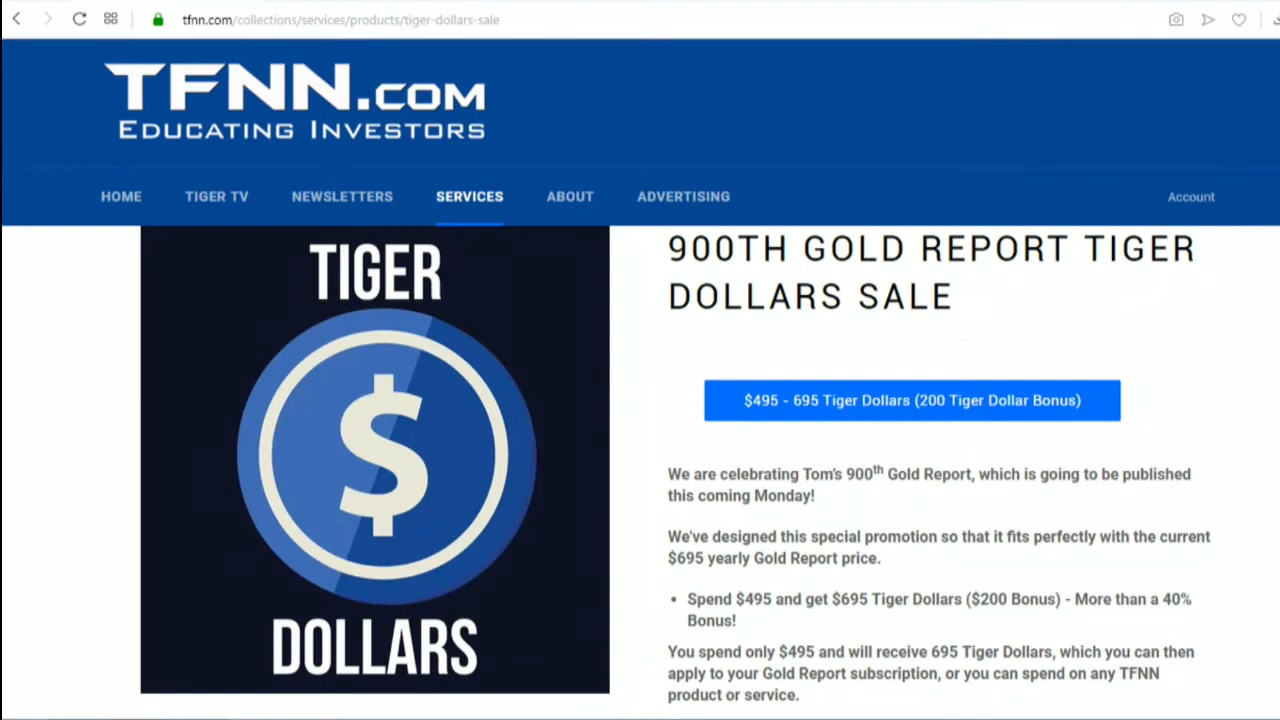 tfnn.com/collections/services/products/tiger-dollars-sale
TFNN.COM
EDUCATING INVESTORS
HOME TIGER TV NEWSLETTERS SERVICES ABOUT ADVERTISING Account
TIGER
$
DOLLARS
900TH GOLD REPORT TIGER
DOLLARS SALE
$495 - 695 Tiger Dollars (200 Tiger Dollar Bonus)
We are celebrating Tom's 900th Gold Report, which is going to be published
this coming Monday!
We've designed this special promotion so that it fits perfectly with the current
$695 yearly Gold Report price.
• Spend $495 and get $695 Tiger Dollars ($200 Bonus) - More than a 40%
Bonus!
You spend only $495 and will receive 695 Tiger Dollars, which you can then
apply to your Gold Report subscription, or you can spend on any TFNN
product or service.